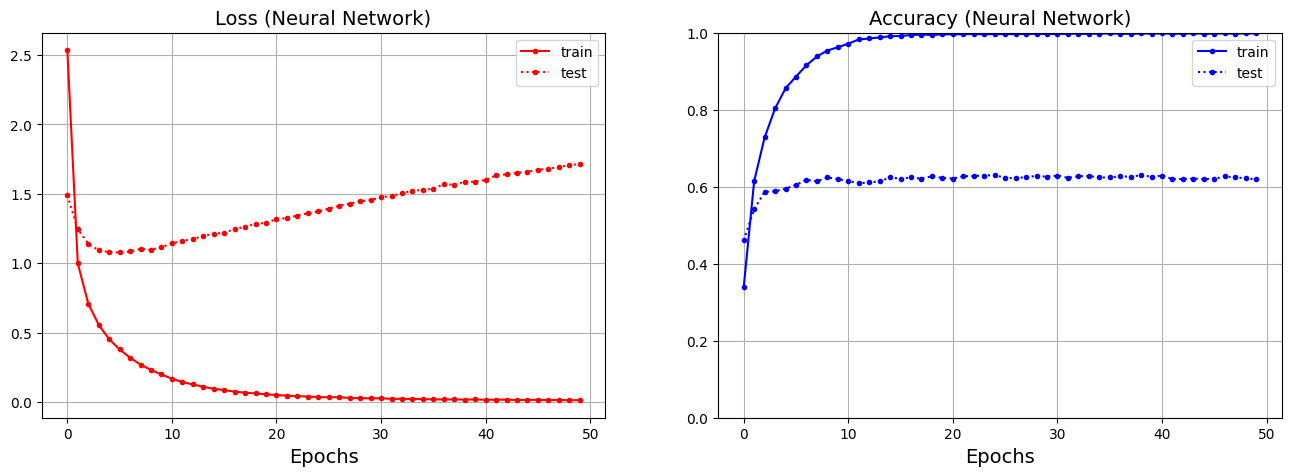 Loss (Neural Network)
train
test
2.5
2.0
1.5
1.0
0.5
0.0
0 10 20 30 40 50
Epochs
Accuracy (Neural Network)
train
test
1.0
0.8
0.6
0.4
0.2
0.0
0 10 20 30 40 50
Epochs